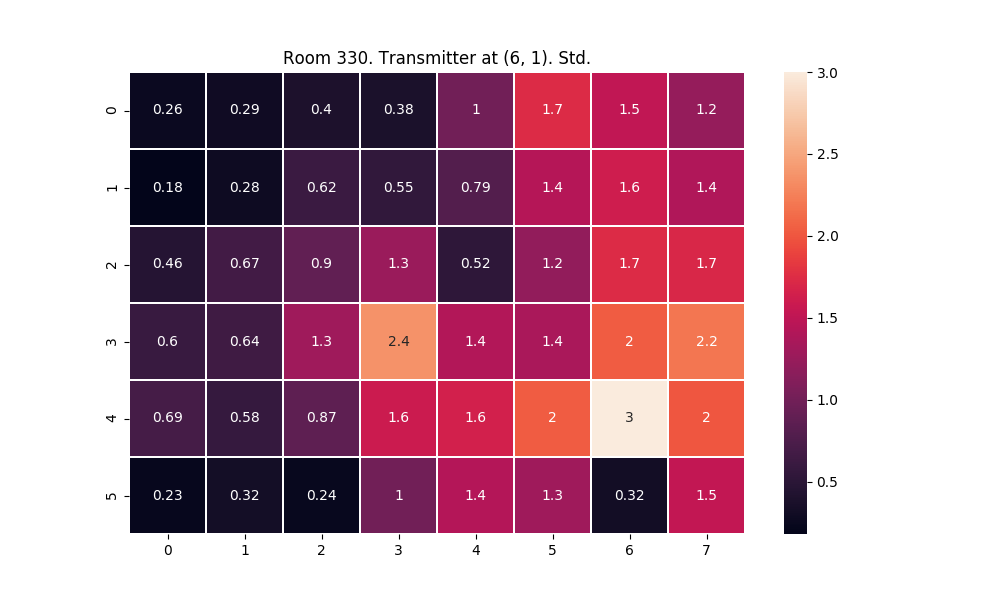 Room 330. Transmitter at (6, 1). Std.
0 0.26 0.29 0.4 0.38 1 1.7 1.5 1.2
1 0.18 0.28 0.62 0.55 0.79 1.4 1.6 1.4
2 0.46 0.67 0.9 1.3 0.52 1.2 1.7 1.7
3 0.6 0.64 1.3 2.4 1.4 1.4 2 2.2
4 0.69 0.58 0.87 1.6 1.6 2 3 2
5 0.23 0.32 0.24 1 1.4 1.3 0.32 1.5
0 1 2 3 4 5 6 7
3.0
2.5
2.0
1.5
1.0
0.5